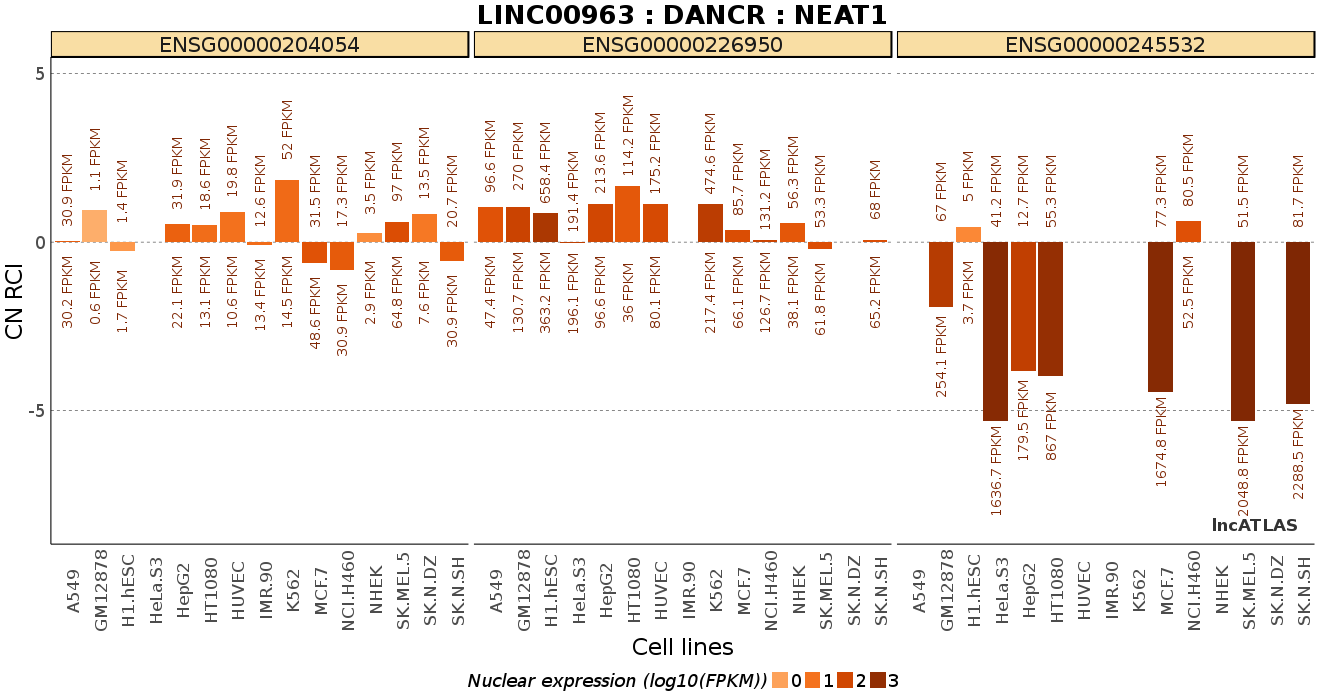 LINC00963 : DANCR : NEAT1
ENSG00000204054
ENSG00000226950
ENSG00000245532
CN RCI
5
0
-5
30.9 FPKM
1.1 FPKM
1.4 FPKM
31.9 FPKM
18.6 FPKM
19.8 FPKM
12.6 FPKM
52 FPKM
31.5 FPKM
17.3 FPKM
3.5 FPKM
97 FPKM
13.5 FPKM
20.7 FPKM
30.2 FPKM
0.6 FPKM
1.7 FPKM
22.1 FPKM
13.1 FPKM
10.6 FPKM
13.4 FPKM
14.5 FPKM
48.6 FPKM
30.9 FPKM
2.9 FPKM
64.8 FPKM
7.6 FPKM
30.9 FPKM
96.6 FPKM
270 FPKM
658.4 FPKM
191.4 FPKM
213.6 FPKM
114.2 FPKM
175.2 FPKM
474.6 FPKM
85.7 FPKM
131.2 FPKM
56.3 FPKM
53.3 FPKM
68 FPKM
47.4 FPKM
130.7 FPKM
363.2 FPKM
196.1 FPKM
96.6 FPKM
36 FPKM
80.1 FPKM
217.4 FPKM
66.1 FPKM
126.7 FPKM
38.1 FPKM
61.8 FPKM
65.2 FPKM
67 FPKM
5 FPKM
41.2 FPKM
12.7 FPKM
55.3 FPKM
77.3 FPKM
80.5 FPKM
51.5 FPKM
81.7 FPKM
254.1 FPKM
3.7 FPKM
1636.7 FPKM
179.5 FPKM
867 FPKM
1674.8 FPKM
52.5 FPKM
2048.8 FPKM
2288.5 FPKM
lncATLAS
A549
GM12878
H1.hESC
HeLa.S3
HepG2
HT1080
HUVEC
IMR.90
K562
MCF.7
NCI.H460
NHEK
SK.MEL.5
SK.N.DZ
SK.N.SH
A549
GM12878
H1.hESC
HeLa.S3
HepG2
HT1080
HUVEC
IMR.90
K562
MCF.7
NCI.H460
NHEK
SK.MEL.5
SK.N.DZ
SK.N.SH
A549
GM12878
H1.hESC
HeLa.S3
HepG2
HT1080
HUVEC
IMR.90
K562
MCF.7
NCI.H460
NHEK
SK.MEL.5
SK.N.DZ
SK.N.SH
Cell lines
Nuclear expression (log10(FPKM)) 0 1 2 3